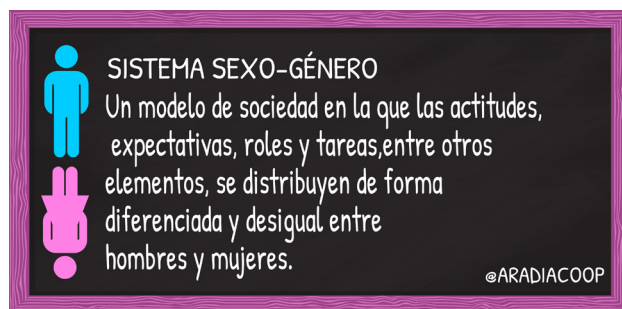 SISTEMA SEXO-GÉNERO
Un modelo de sociedad en la que las actitudes,
expectativas, roles y tareas,entre otros
elementos, se distribuyen de forma
diferenciada y desigual entre
hombres y mujeres.
@ARADIACOOP